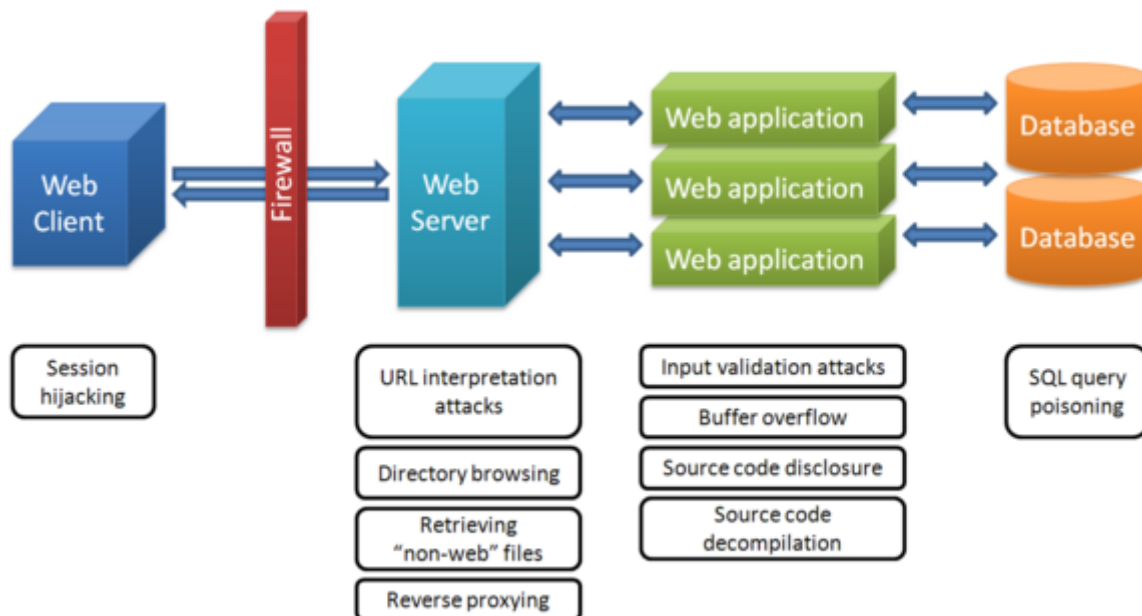 Web
Client
Firewall
Web
Server
Web application
Web application
Web application
Database
Database
Session
hijacking
URL interpretation
attacks
Directory browsing
Retrieving
“non-web” files
Reverse proxying
Input validation attacks
Buffer overflow
Source code disclosure
Source code
decompilation
SQL query
poisoning